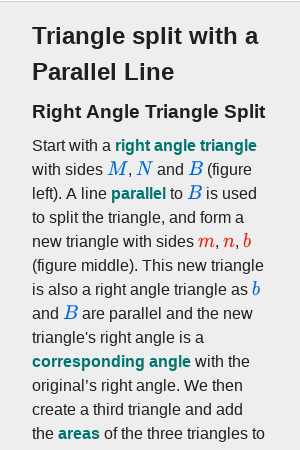 Triangle split with a
Parallel Line
Right Angle Triangle Split
Start with a right angle triangle
with sides M, N and B (figure
left). A line parallel to B is used
to split the triangle, and form a
new triangle with sides m, n, b
(figure middle). This new triangle
is also a right angle triangle as b
and B are parallel and the new
triangle's right angle is a
corresponding angle with the
original’s right angle. We then
create a third triangle and add
the areas of the three triangles to